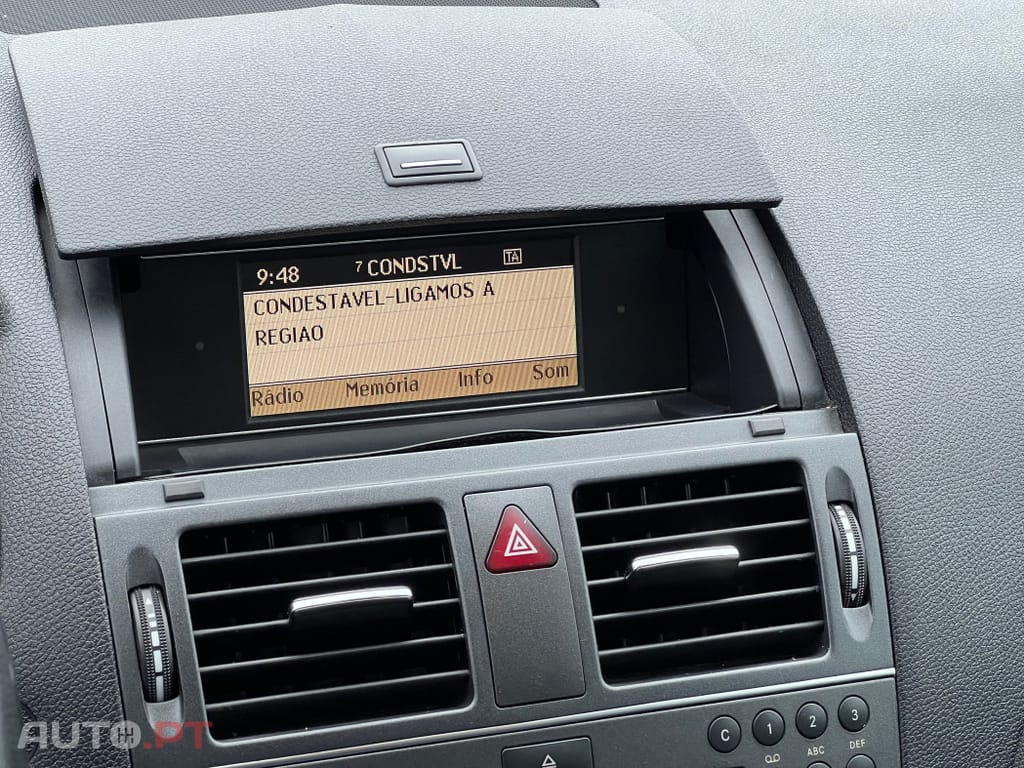 9:48 7 CONDSTVL TA
CONDESTAVEL-LIGAMOS A
REGIAO
Rádio Memória Info Som
C 1 2 3
ABC DEF
AUTO.PT